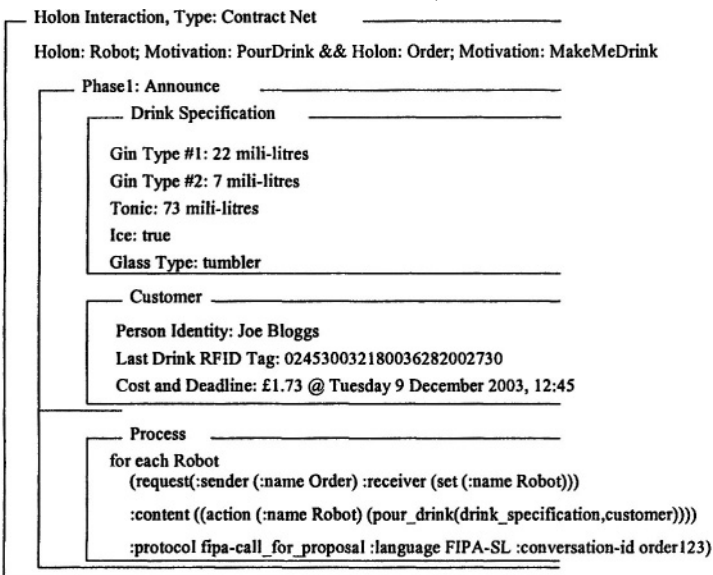 Holon Interaction, Type: Contract Net
Holon: Robot; Motivation: PourDrink && Holon: Order; Motivation: MakeMeDrink
Phase1: Announce
Drink Specification
Gin Type #1: 22 mili-litres
Gin Type #2: 7 mili-litres
Tonic: 73 mili-litres
Ice: true
Glass Type: tumbler
Customer
Person Identity: Joe Bloggs
Last Drink RFID Tag: 024530032180036282002730
Cost and Deadline: £1.73 @ Tuesday 9 December 2003, 12:45
Process
for each Robot
(request(:sender (:name Order) :receiver (set (:name Robot)))
:content ((action (:name Robot) (pour_drink(drink_specification,customer))))
:protocol fipa-call_for_proposal :language FIPA-SL :conversation-id order123)